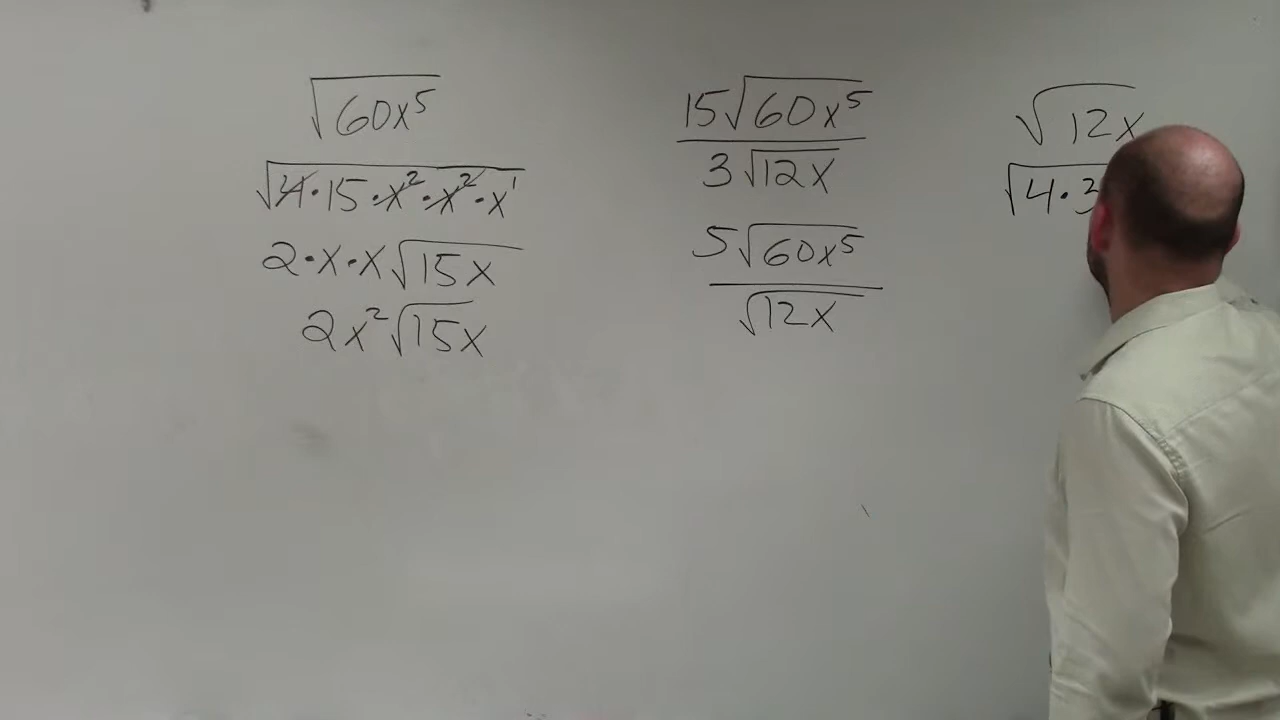 √60x⁵
√4·15·x²·x²·x¹
2·x·x√15x
2x²√15x
15√60x⁵
3√12x
5√60x⁵
√12x
√12x
√4·3